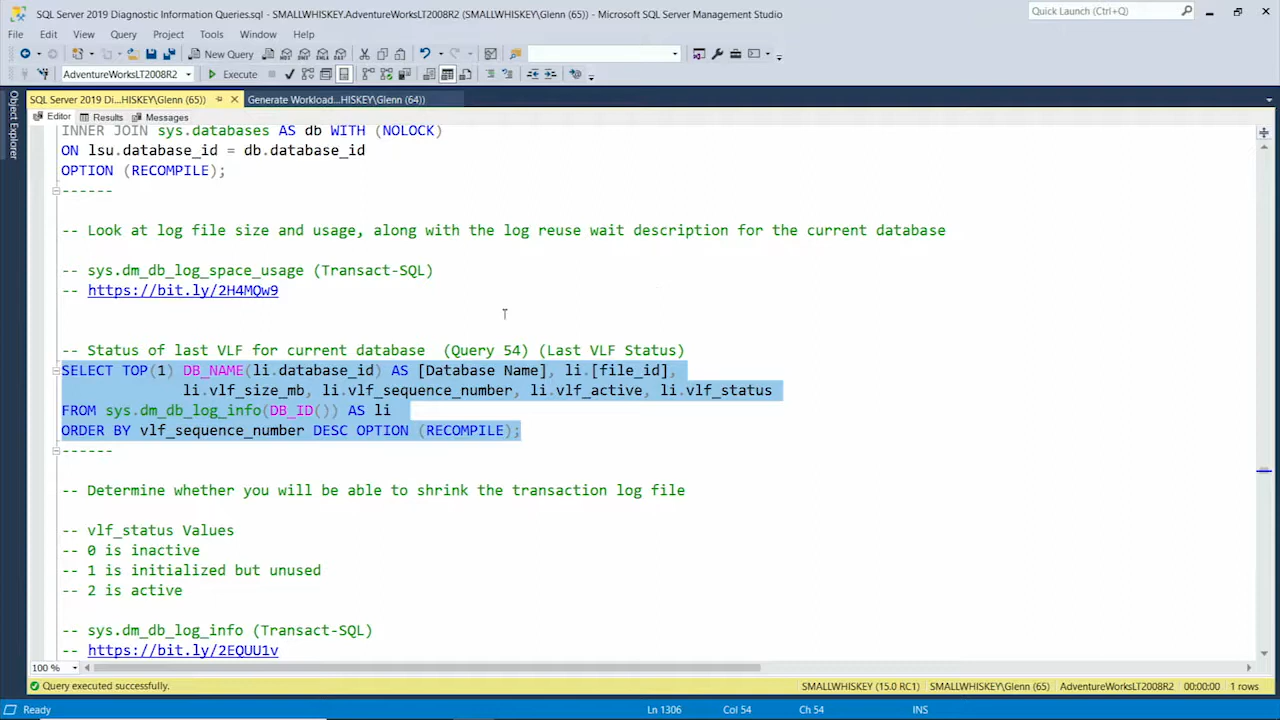 SQL Server 2019 Diagnostic Information Queries.sql - SMALLWHISKEY.AdventureWorksLT2008R2 (SMALLWHISKEY\Glenn (65)) - Microsoft SQL Server Management Studio
Quick Launch (Ctrl+Q)
File Edit View Query Project Tools Window Help
New Query
AdventureWorksLT2008R2 Execute
SQL Server 2019 Di...HISKEY\Glenn (65)) Generate Workload...HISKEY\Glenn (64))
Object Explorer
Editor Results Messages
INNER JOIN sys.databases AS db WITH (NOLOCK)
ON lsu.database_id = db.database_id
OPTION (RECOMPILE);
------
-- Look at log file size and usage, along with the log reuse wait description for the current database
-- sys.dm_db_log_space_usage (Transact-SQL)
-- https://bit.ly/2H4MQw9
-- Status of last VLF for current database  (Query 54) (Last VLF Status)
SELECT TOP(1) DB_NAME(li.database_id) AS [Database Name], li.[file_id],
li.vlf_size_mb, li.vlf_sequence_number, li.vlf_active, li.vlf_status
FROM sys.dm_db_log_info(DB_ID()) AS li
ORDER BY vlf_sequence_number DESC OPTION (RECOMPILE);
------
-- Determine whether you will be able to shrink the transaction log file
-- vlf_status Values
-- 0 is inactive
-- 1 is initialized but unused
-- 2 is active
-- sys.dm_db_log_info (Transact-SQL)
-- https://bit.ly/2EQUU1v
100 %
Query executed successfully. SMALLWHISKEY (15.0 RC1) SMALLWHISKEY\Glenn (65) AdventureWorksLT2008R2 00:00:00 1 rows
Ready Ln 1306 Col 54 Ch 54 INS